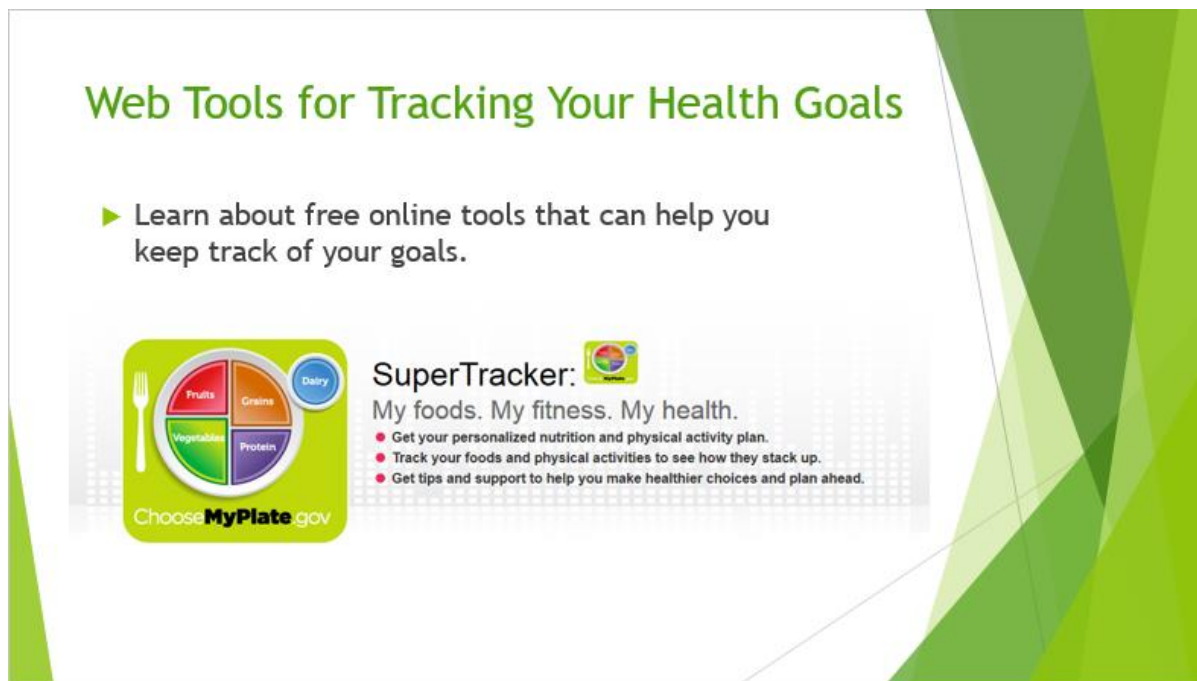 Web Tools for Tracking Your Health Goals
Learn about free online tools that can help you
keep track of your goals.
Fruits
Grains
Dairy
Vegetables
Protein
ChooseMyPlate.gov
SuperTracker:
My foods. My fitness. My health.
Get your personalized nutrition and physical activity plan.
Track your foods and physical activities to see how they stack up.
Get tips and support to help you make healthier choices and plan ahead.